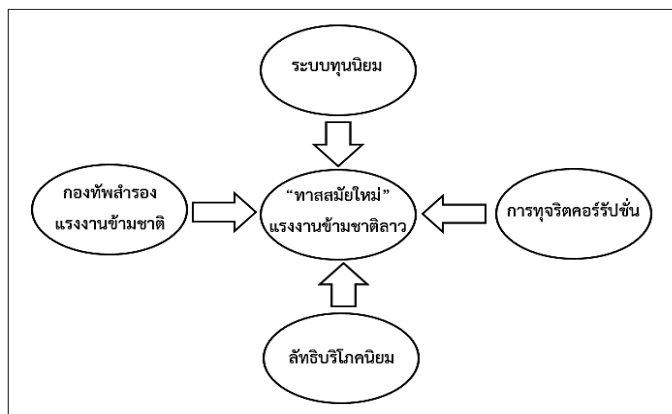 ระบบทุนนิยม
กองทัพสำรอง
แรงงานข้ามชาติ
“ทาสสมัยใหม่”
แรงงานข้ามชาติลาว
การทุจริตคอร์รัปชั่น
ลัทธิบริโภคนิยม